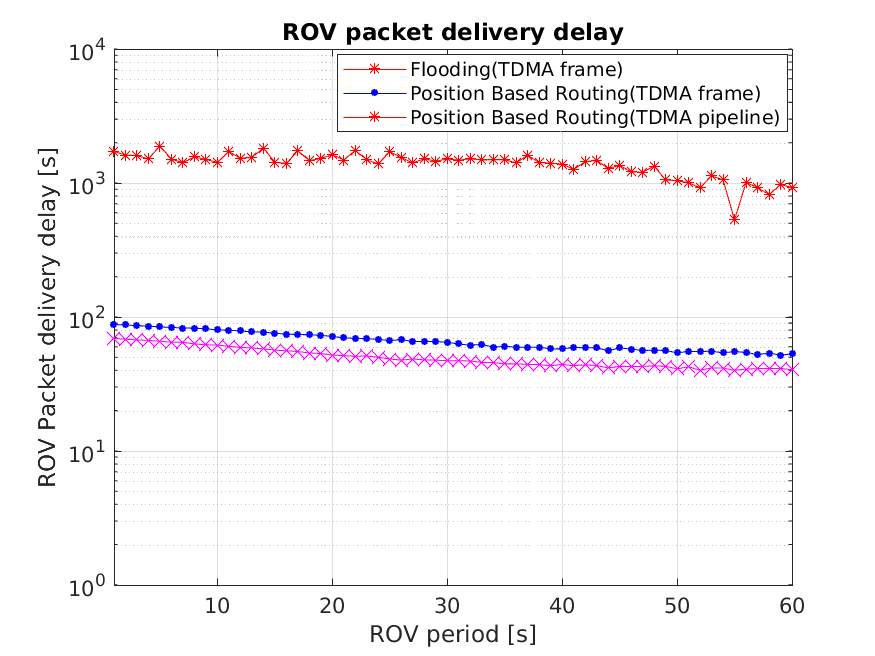 ROV packet delivery delay
Flooding(TDMA frame)
Position Based Routing(TDMA frame)
Position Based Routing(TDMA pipeline)
ROV Packet delivery delay [s]
10^4
10^3
10^2
10^1
10^0
10 20 30 40 50 60
ROV period [s]